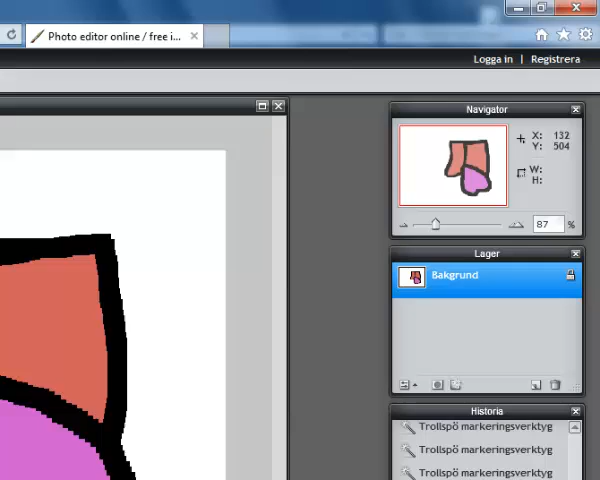 Photo editor online / free i...
Logga in | Registrera
Navigator
X: 132
Y: 504
W:
H:
87 %
Lager
Bakgrund
Historia
Trollspö markeringsverktyg
Trollspö markeringsverktyg
Trollspö markeringsverktyg